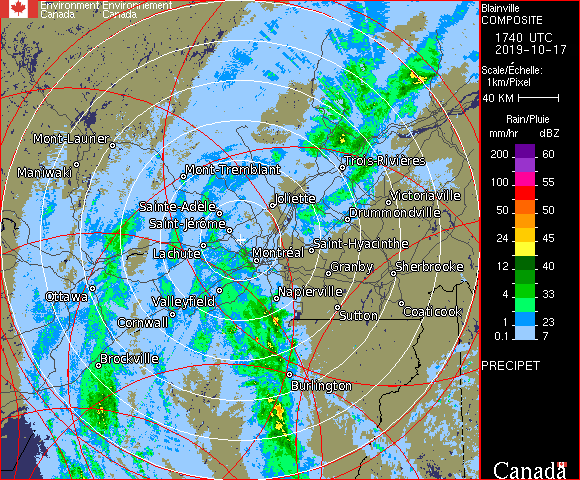 Environment Environnement
Canada Canada
Blainville
COMPOSITE
1740 UTC
2019-10-17
Scale/Échelle:
1km/Pixel
40 KM
Rain/Pluie
mm/hr dBZ
200 60
100 55
50 50
24 45
12 40
4 33
1 23
0.1 7
PRECIPET
Canada
Mont-Laurier
Maniwaki
Mont-Tremblant
Trois-Rivières
Sainte-Adèle
Joliette
Victoriaville
Saint-Jérôme
Drummondville
Lachute
Montréal
Saint-Hyacinthe
Granby
Sherbrooke
Ottawa
Valleyfield
Napierville
Cornwall
Sutton
Coaticook
Brockville
Burlington